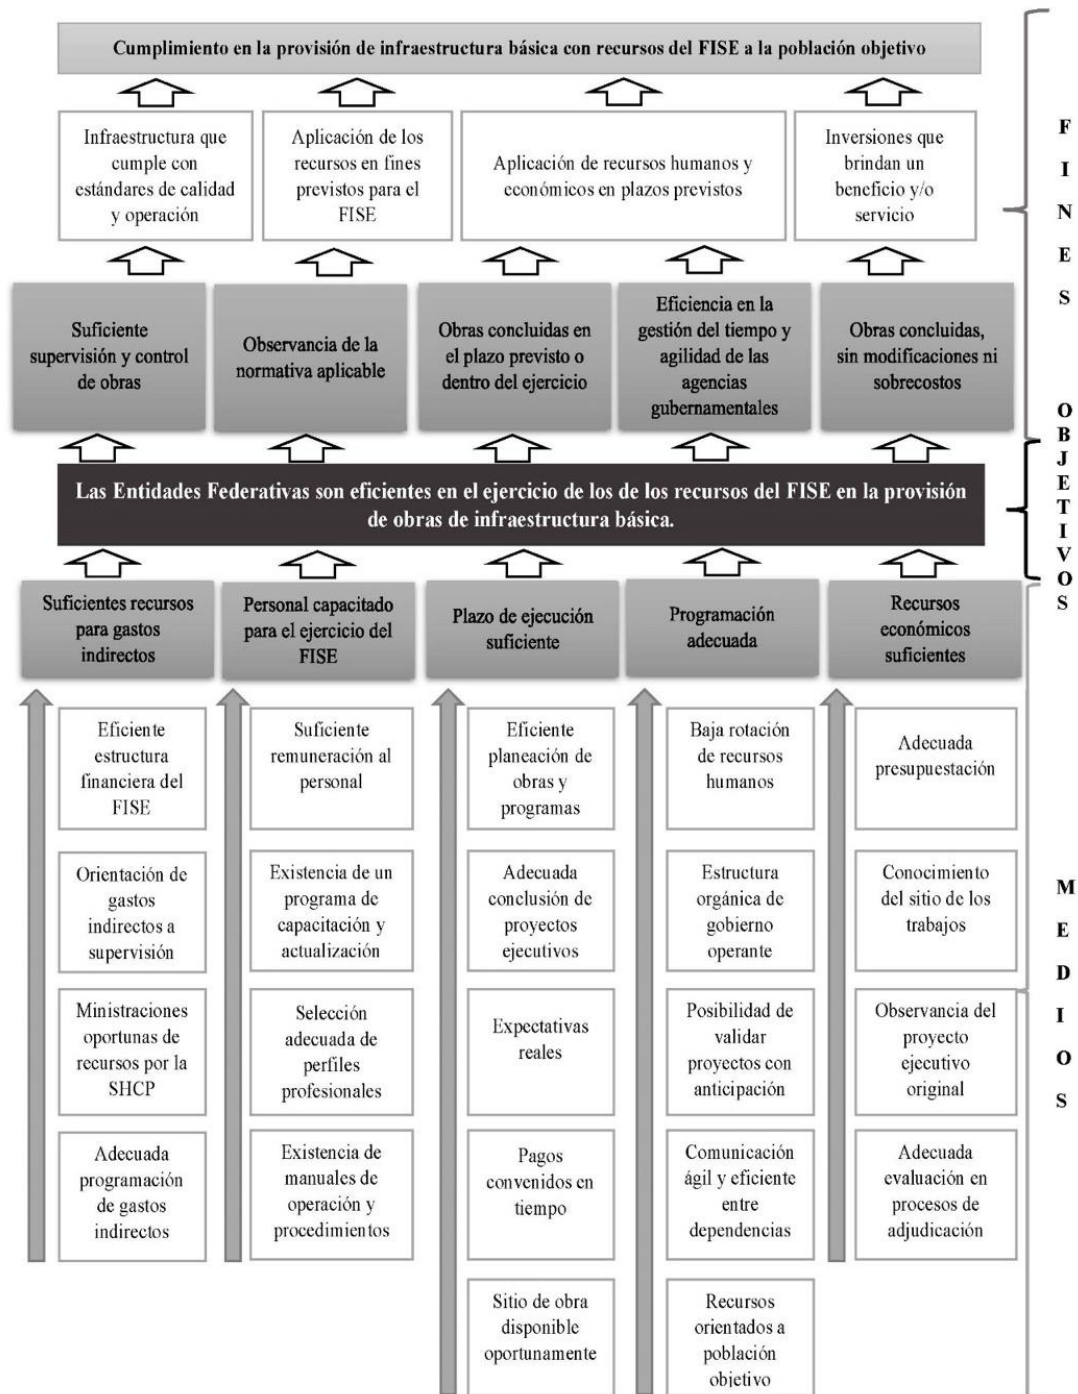 Cumplimiento en la provisión de infraestructura básica con recursos del FISE a la población objetivo
Infraestructura que
cumple con
estándares de calidad
y operación
Aplicación de los
recursos en fines
previstos para el
FISE
Aplicación de recursos humanos y
económicos en plazos previstos
Inversiones que
brindan un
beneficio y/o
servicio
FINES
Suficiente
supervisión y control
de obras
Observancia de la
normativa aplicable
Obras concluidas en
el plazo previsto o
dentro del ejercicio
Eficiencia en la
gestión del tiempo y
agilidad de las
agencias
gubernamentales
Obras concluidas,
sin modificaciones ni
sobrecostos
Las Entidades Federativas son eficientes en el ejercicio de los de los recursos del FISE en la provisión
de obras de infraestructura básica.
OBJETIVOS
Suficientes recursos
para gastos
indirectos
Personal capacitado
para el ejercicio del
FISE
Plazo de ejecución
suficiente
Programación
adecuada
Recursos
económicos
suficientes
Eficiente
estructura
financiera del
FISE
Suficiente
remuneración al
personal
Eficiente
planeación de
obras y
programas
Baja rotación
de recursos
humanos
Adecuada
presupuestación
Orientación de
gastos
indirectos a
supervisión
Existencia de un
programa de
capacitación y
actualización
Adecuada
conclusión de
proyectos
ejecutivos
Estructura
orgánica de
gobierno
operante
Conocimiento
del sitio de los
trabajos
MEDIOS
Ministraciones
oportunas de
recursos por la
SHCP
Selección
adecuada de
perfiles
profesionales
Expectativas
reales
Posibilidad de
validar
proyectos con
anticipación
Observancia del
proyecto
ejecutivo
original
Adecuada
programación
de gastos
indirectos
Existencia de
manuales de
operación y
procedimientos
Pagos
convenidos en
tiempo
Comunicación
ágil y eficiente
entre
dependencias
Adecuada
evaluación en
procesos de
adjudicación
Sitio de obra
disponible
oportunamente
Recursos
orientados a
población
objetivo